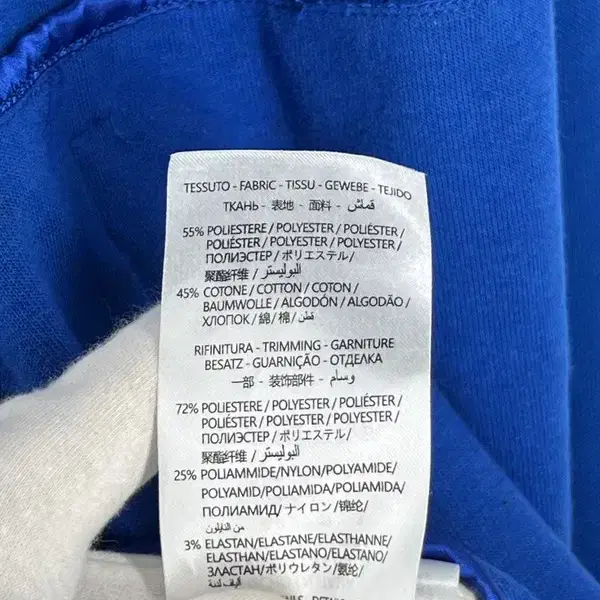 TESSUTO - FABRIC - TISSU - GEWEBE - TEJIDO
ТКАНЬ - 表地 - 面料 - قماش
55% POLIESTERE / POLYESTER / POLIÉSTER /
POLIÉSTER / POLYESTER / POLYESTER /
ПОЛИЭСТЕР / ポリエステル /
聚酯纤维 / البوليستر /
45% COTONE / COTTON / COTON /
BAUMWOLLE / ALGODÓN / ALGODÃO /
ХЛОПОК / 綿 / 棉 / قطن
RIFINITURA - TRIMMING - GARNITURE
BESATZ - GUARNIÇÃO - ОТДЕЛКА
一部 - 装饰部件 - وسام
72% POLIESTERE / POLYESTER / POLIÉSTER /
POLIÉSTER / POLYESTER / POLYESTER /
ПОЛИЭСТЕР / ポリエステル /
聚酯纤维 / البوليستر /
25% POLIAMMIDE/NYLON/POLYAMIDE/
POLYAMID/POLIAMIDA/POLIAMIDA/
ПОЛИАМИД/ ナイロン /锦纶/
من النايلون
3% ELASTAN/ELASTANE/ELASTHANNE/
ELASTHAN/ELASTANO/ELASTANO/
ЭЛАСТАН/ポリウレタン/氨纶/
ألياف لدنة